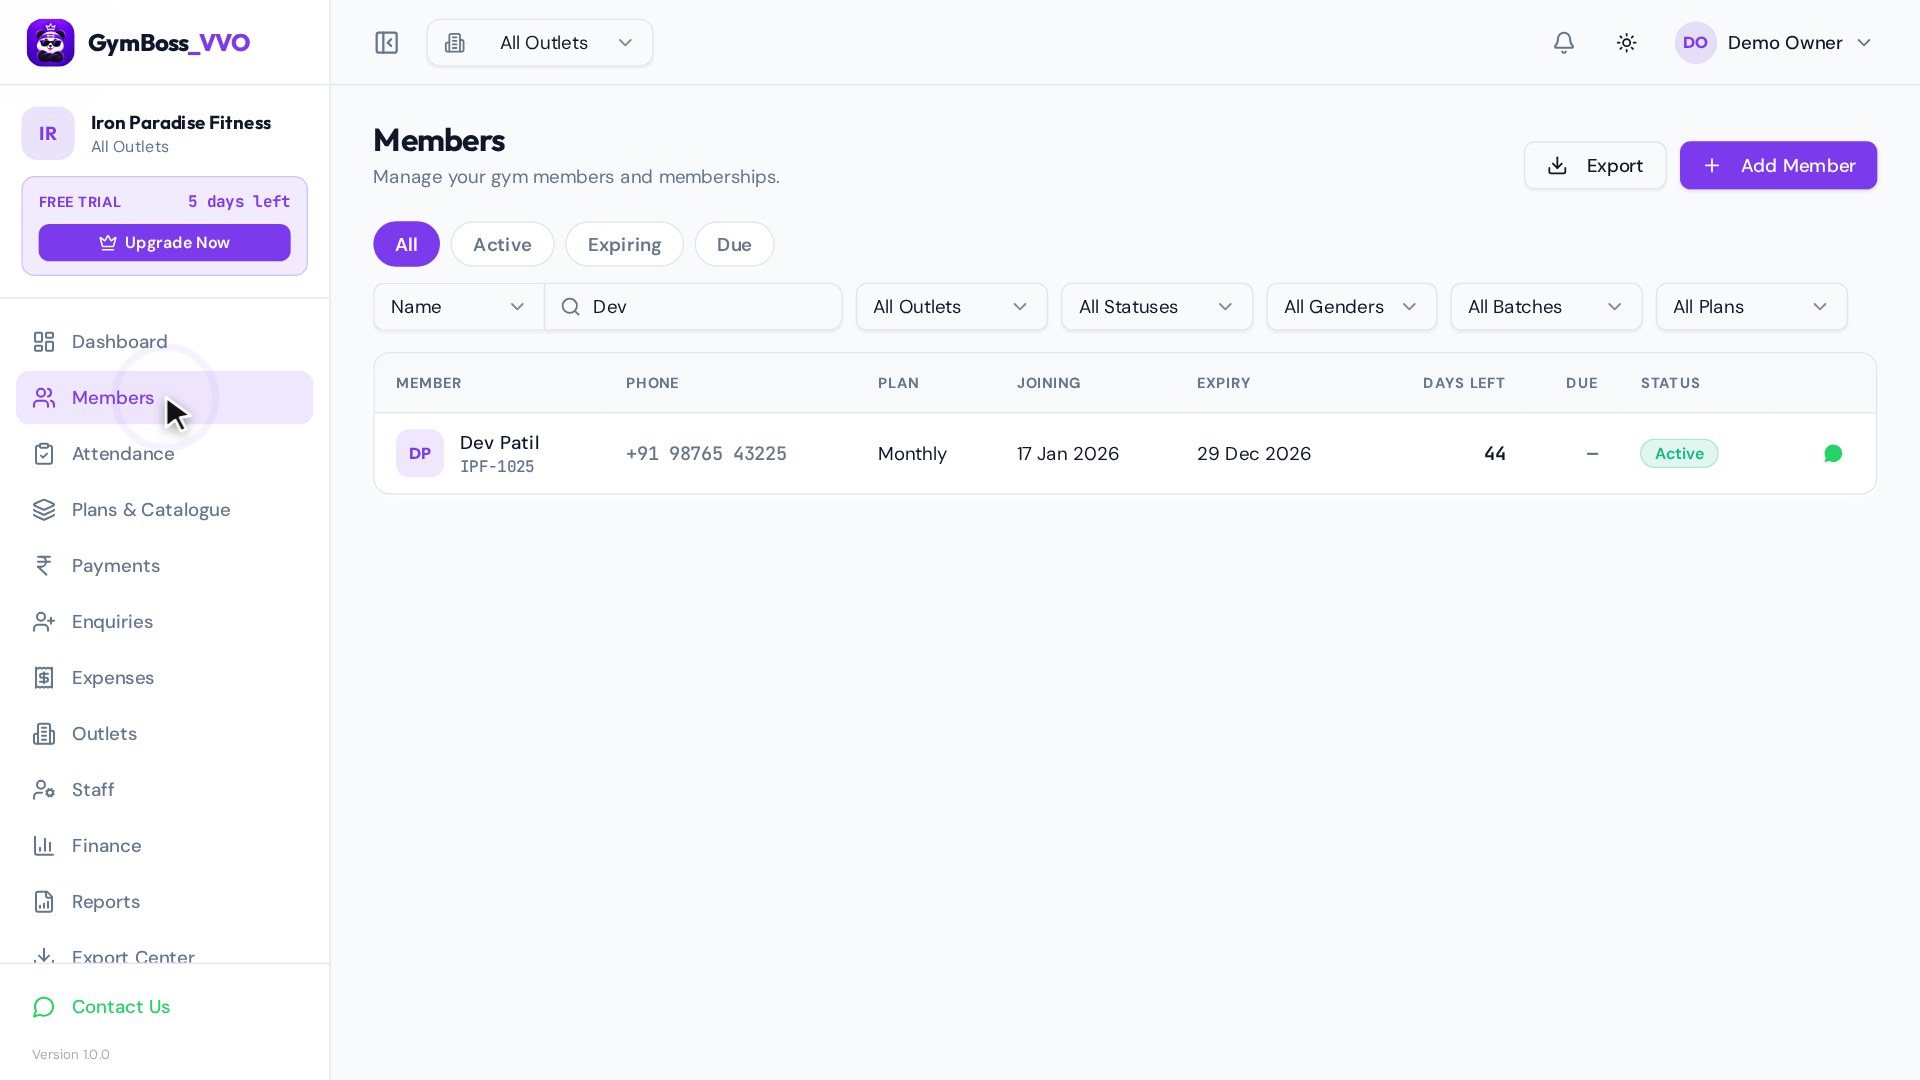 GymBoss_VVO
All Outlets
DO Demo Owner
IR Iron Paradise Fitness
All Outlets
FREE TRIAL 5 days left
Upgrade Now
Dashboard
Members
Attendance
Plans & Catalogue
Payments
Enquiries
Expenses
Outlets
Staff
Finance
Reports
Export Center
Contact Us
Version 1.0.0
Members
Manage your gym members and memberships.
Export
Add Member
All Active Expiring Due
Name Dev All Outlets All Statuses All Genders All Batches All Plans
MEMBER PHONE PLAN JOINING EXPIRY DAYS LEFT DUE STATUS
DP Dev Patil +91 98765 43225 Monthly 17 Jan 2026 29 Dec 2026 44 – Active
IPF-1025